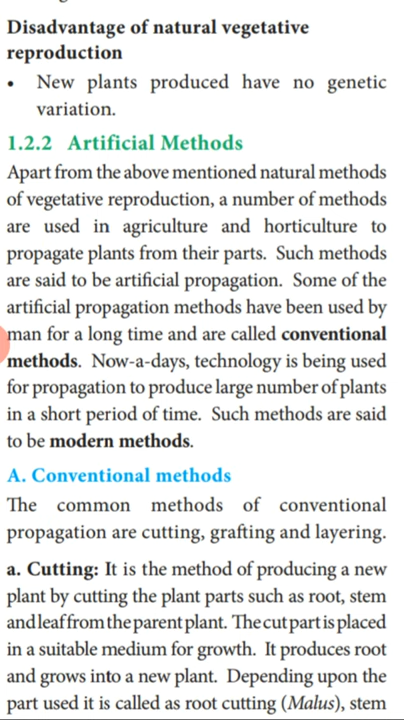 Disadvantage of natural vegetative
reproduction
• New plants produced have no genetic
variation.
1.2.2 Artificial Methods
Apart from the above mentioned natural methods
of vegetative reproduction, a number of methods
are used in agriculture and horticulture to
propagate plants from their parts. Such methods
are said to be artificial propagation. Some of the
artificial propagation methods have been used by
man for a long time and are called conventional
methods. Now-a-days, technology is being used
for propagation to produce large number of plants
in a short period of time. Such methods are said
to be modern methods.
A. Conventional methods
The common methods of conventional
propagation are cutting, grafting and layering.
a. Cutting: It is the method of producing a new
plant by cutting the plant parts such as root, stem
and leaf from the parent plant. The cut part is placed
in a suitable medium for growth. It produces root
and grows into a new plant. Depending upon the
part used it is called as root cutting (Malus), stem